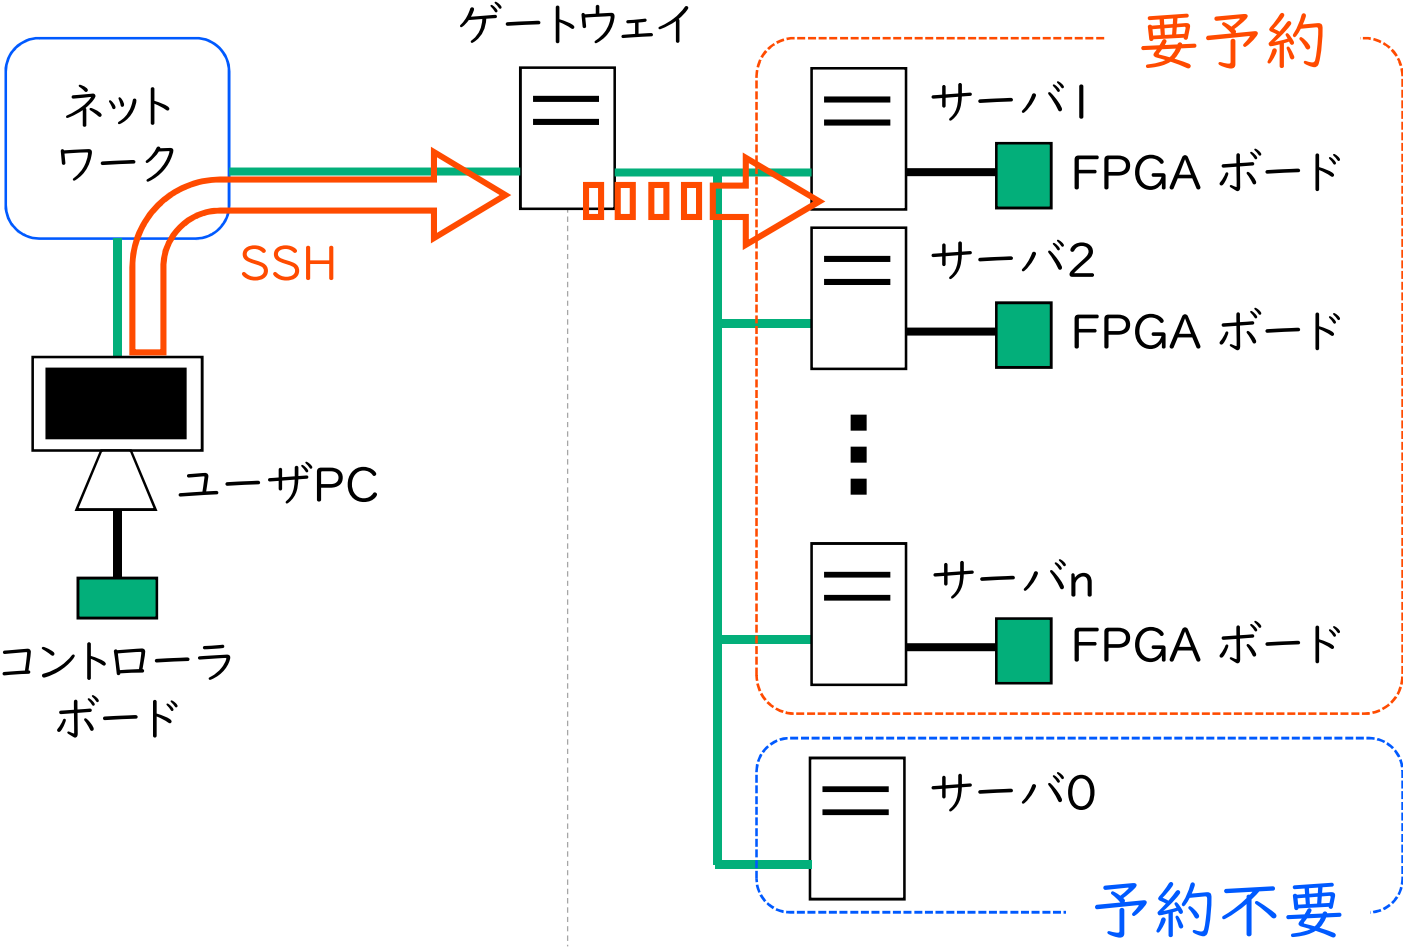 ゲートウェイ
要予約
ネット
ワーク
サーバ1
FPGA ボード
SSH
サーバ2
FPGA ボード
ユーザPC
サーバn
FPGA ボード
コントローラ
ボード
サーバ0
予約不要